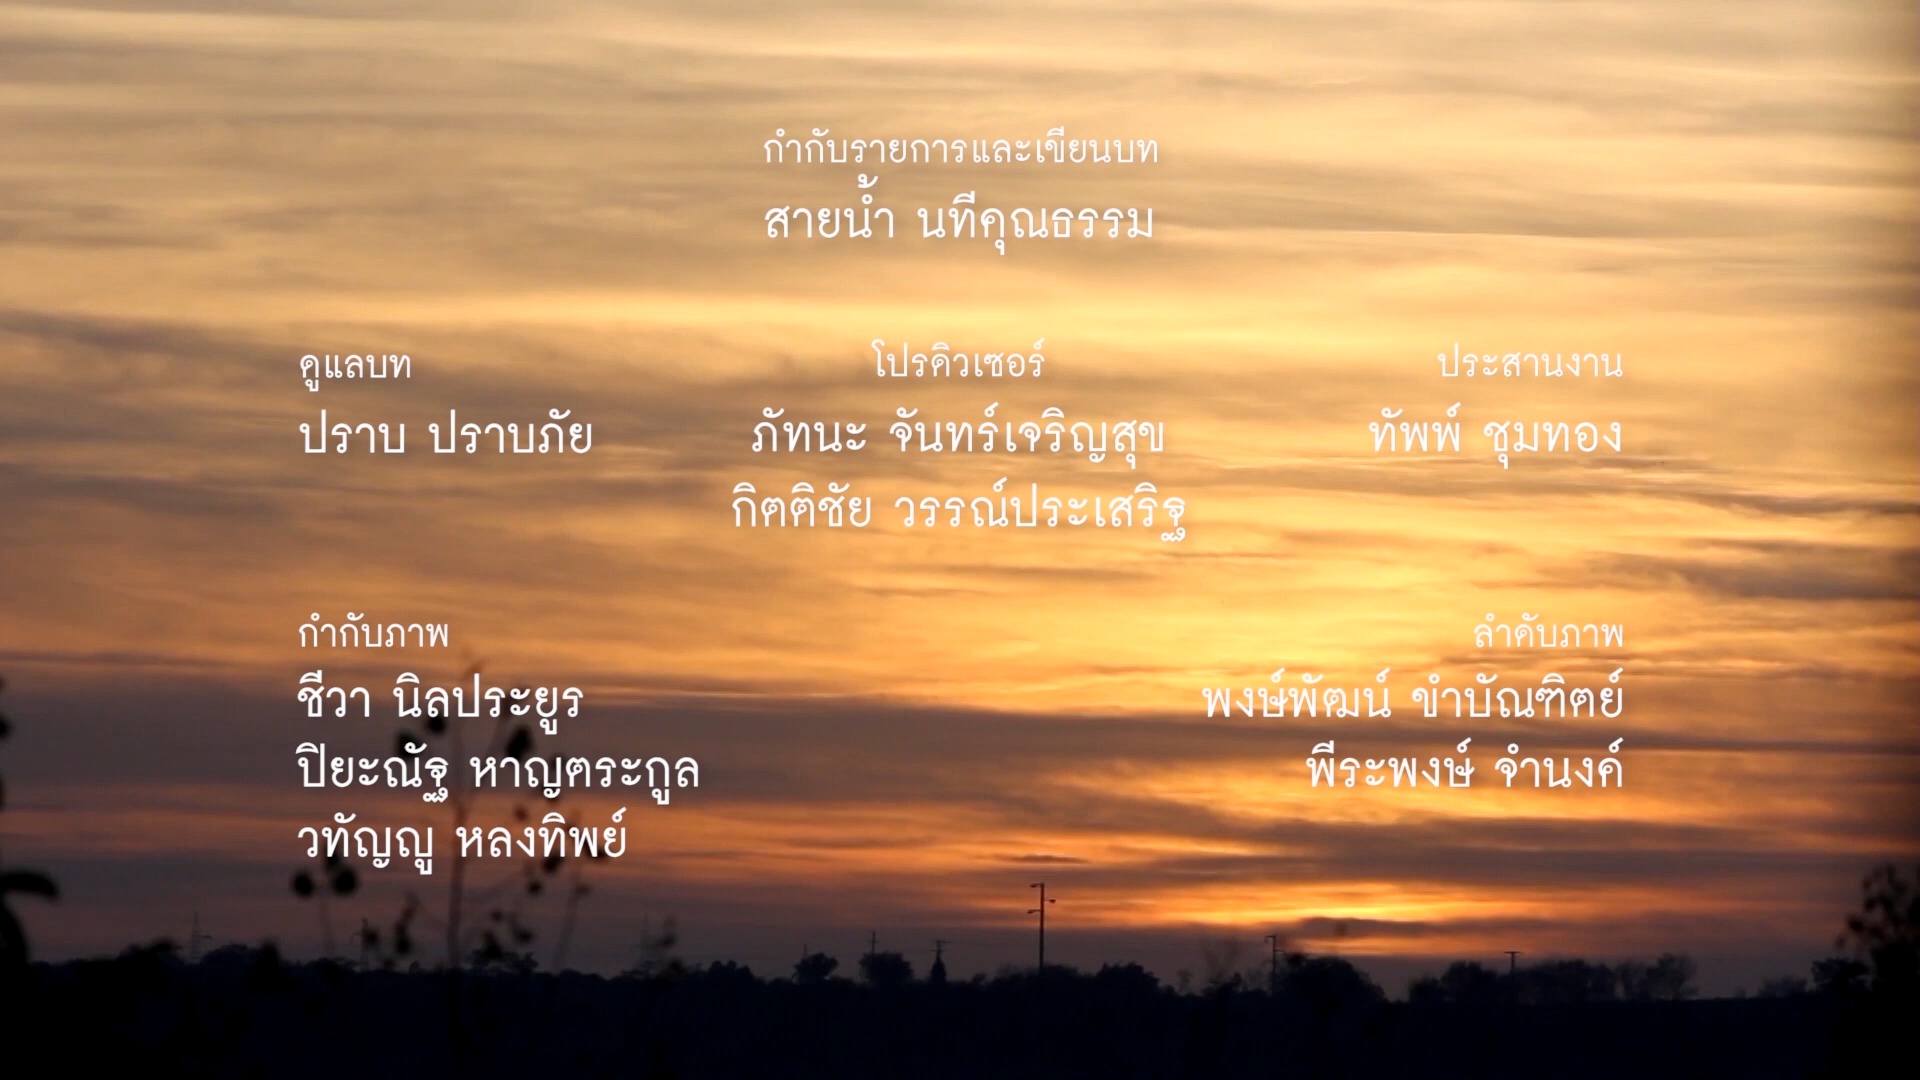 กำกับรายการและเขียนบท
สายน้ำ นทีคุณธรรม
ดูแลบท
ปราบ ปราบภัย
โปรดิวเซอร์
ภัทนะ จันทร์เจริญสุข
กิตติชัย วรรณ์ประเสริฐ
ประสานงาน
ทัพพ์ ชุมทอง
กำกับภาพ
ชีวา นิลประยูร
ปิยะณัฐ หาญตระกูล
วทัญญู หลงทิพย์
ลำดับภาพ
พงษ์พัฒน์ ขำบัณฑิตย์
พีระพงษ์ จำนงค์